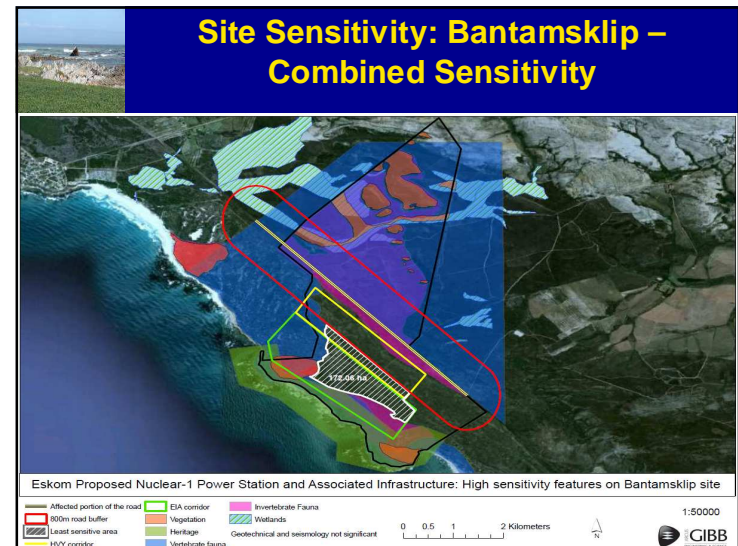 Site Sensitivity: Bantamsklip –
Combined Sensitivity
172.06 ha
Eskom Proposed Nuclear-1 Power Station and Associated Infrastructure: High sensitivity features on Bantamsklip site
Affected portion of the road
800m road buffer
Least sensitive area
HVY corridor
EIA corridor
Vegetation
Heritage
Vertebrate fauna
Invertebrate Fauna
Wetlands
Geotechnical and seismology not significant
0 0.5 1 2 Kilometers
N
1:50000
GIBB